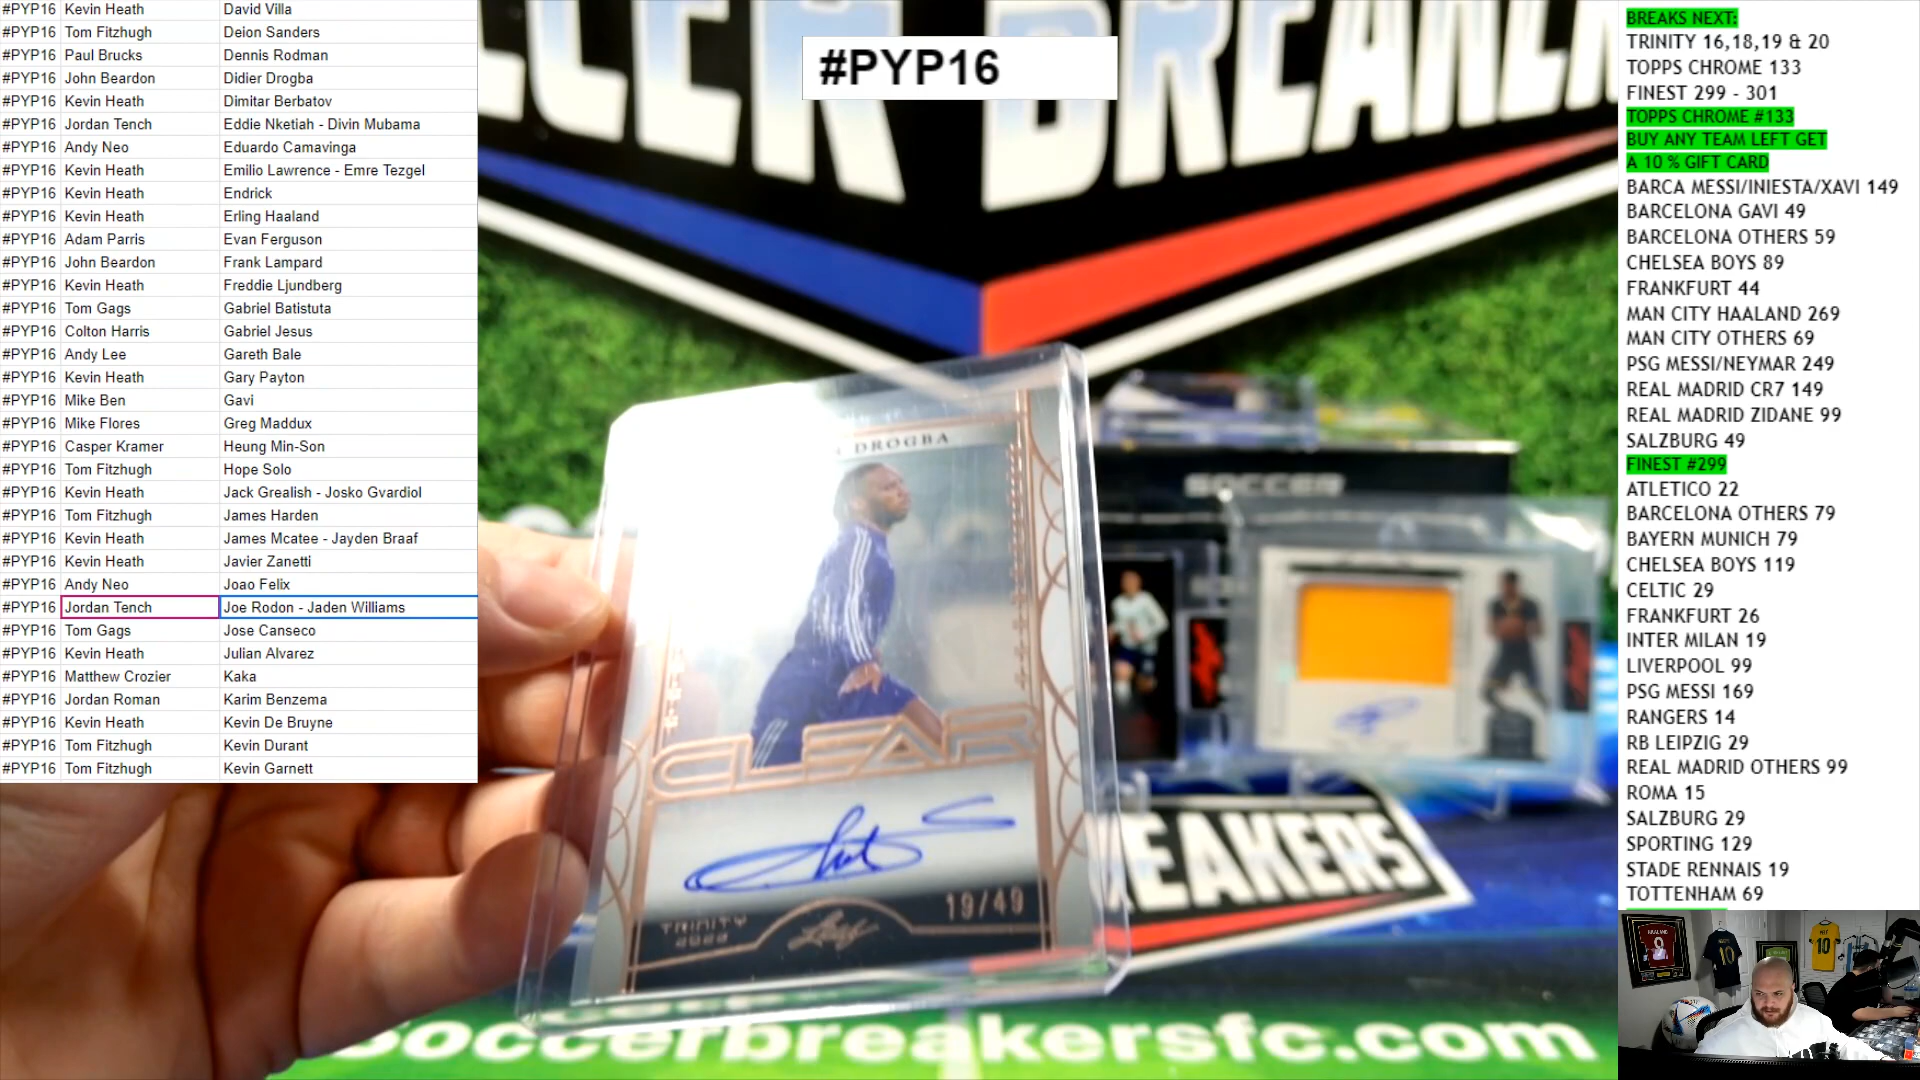 #PYP16 Kevin Heath David Villa
#PYP16 Tom Fitzhugh Deion Sanders
#PYP16 Paul Brucks Dennis Rodman
#PYP16 John Beardon Didier Drogba
#PYP16 Kevin Heath Dimitar Berbatov
#PYP16 Jordan Tench Eddie Nketiah - Divin Mubama
#PYP16 Andy Neo Eduardo Camavinga
#PYP16 Kevin Heath Emilio Lawrence - Emre Tezgel
#PYP16 Kevin Heath Endrick
#PYP16 Kevin Heath Erling Haaland
#PYP16 Adam Parris Evan Ferguson
#PYP16 John Beardon Frank Lampard
#PYP16 Kevin Heath Freddie Ljundberg
#PYP16 Tom Gags Gabriel Batistuta
#PYP16 Colton Harris Gabriel Jesus
#PYP16 Andy Lee Gareth Bale
#PYP16 Kevin Heath Gary Payton
#PYP16 Mike Ben Gavi
#PYP16 Mike Flores Greg Maddux
#PYP16 Casper Kramer Heung Min-Son
#PYP16 Tom Fitzhugh Hope Solo
#PYP16 Kevin Heath Jack Grealish - Josko Gvardiol
#PYP16 Tom Fitzhugh James Harden
#PYP16 Kevin Heath James Mcatee - Jayden Braaf
#PYP16 Kevin Heath Javier Zanetti
#PYP16 Andy Neo Joao Felix
#PYP16 Jordan Tench Joe Rodon - Jaden Williams
#PYP16 Tom Gags Jose Canseco
#PYP16 Kevin Heath Julian Alvarez
#PYP16 Matthew Crozier Kaka
#PYP16 Jordan Roman Karim Benzema
#PYP16 Kevin Heath Kevin De Bruyne
#PYP16 Tom Fitzhugh Kevin Durant
#PYP16 Tom Fitzhugh Kevin Garnett
#PYP16
DROGBA
CLEAR
19/49
TRINITY
Leaf
SOCCER
EAKERS
Soccerbreakersfc.com
BREAKS NEXT:
TRINITY 16,18,19 & 20
TOPPS CHROME 133
FINEST 299 - 301
TOPPS CHROME #133
BUY ANY TEAM LEFT GET
A 10 % GIFT CARD
BARCA MESSI/INIESTA/XAVI 149
BARCELONA GAVI 49
BARCELONA OTHERS 59
CHELSEA BOYS 89
FRANKFURT 44
MAN CITY HAALAND 269
MAN CITY OTHERS 69
PSG MESSI/NEYMAR 249
REAL MADRID CR7 149
REAL MADRID ZIDANE 99
SALZBURG 49
FINEST #299
ATLETICO 22
BARCELONA OTHERS 79
BAYERN MUNICH 79
CHELSEA BOYS 119
CELTIC 29
FRANKFURT 26
INTER MILAN 19
LIVERPOOL 99
PSG MESSI 169
RANGERS 14
RB LEIPZIG 29
REAL MADRID OTHERS 99
ROMA 15
SALZBURG 29
SPORTING 129
STADE RENNAIS 19
TOTTENHAM 69